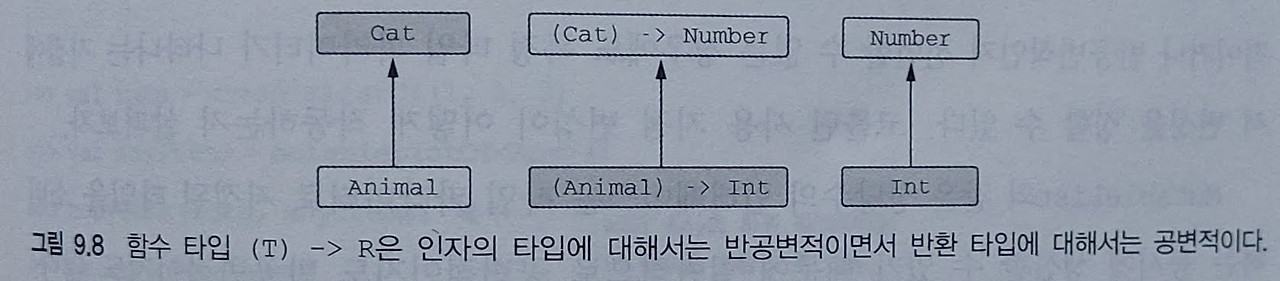 Cat (Cat) -> Number Number
Animal (Animal) -> Int Int
그림 9.8 함수 타입 (T) -> R은 인자의 타입에 대해서는 반공변적이면서 반환 타입에 대해서는 공변적이다.